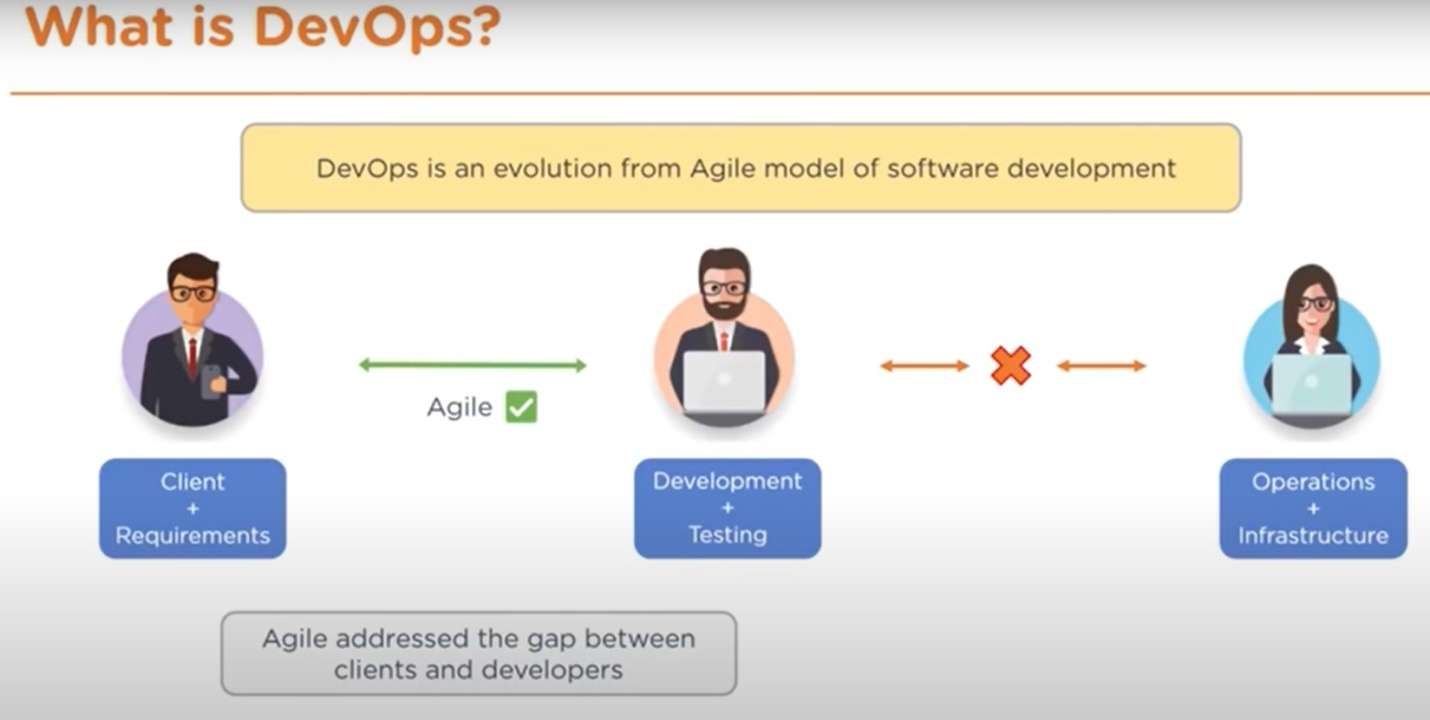 What is DevOps?
DevOps is an evolution from Agile model of software development
Agile
Client
+
Requirements
Development
+
Testing
Operations
+
Infrastructure
Agile addressed the gap between
clients and developers